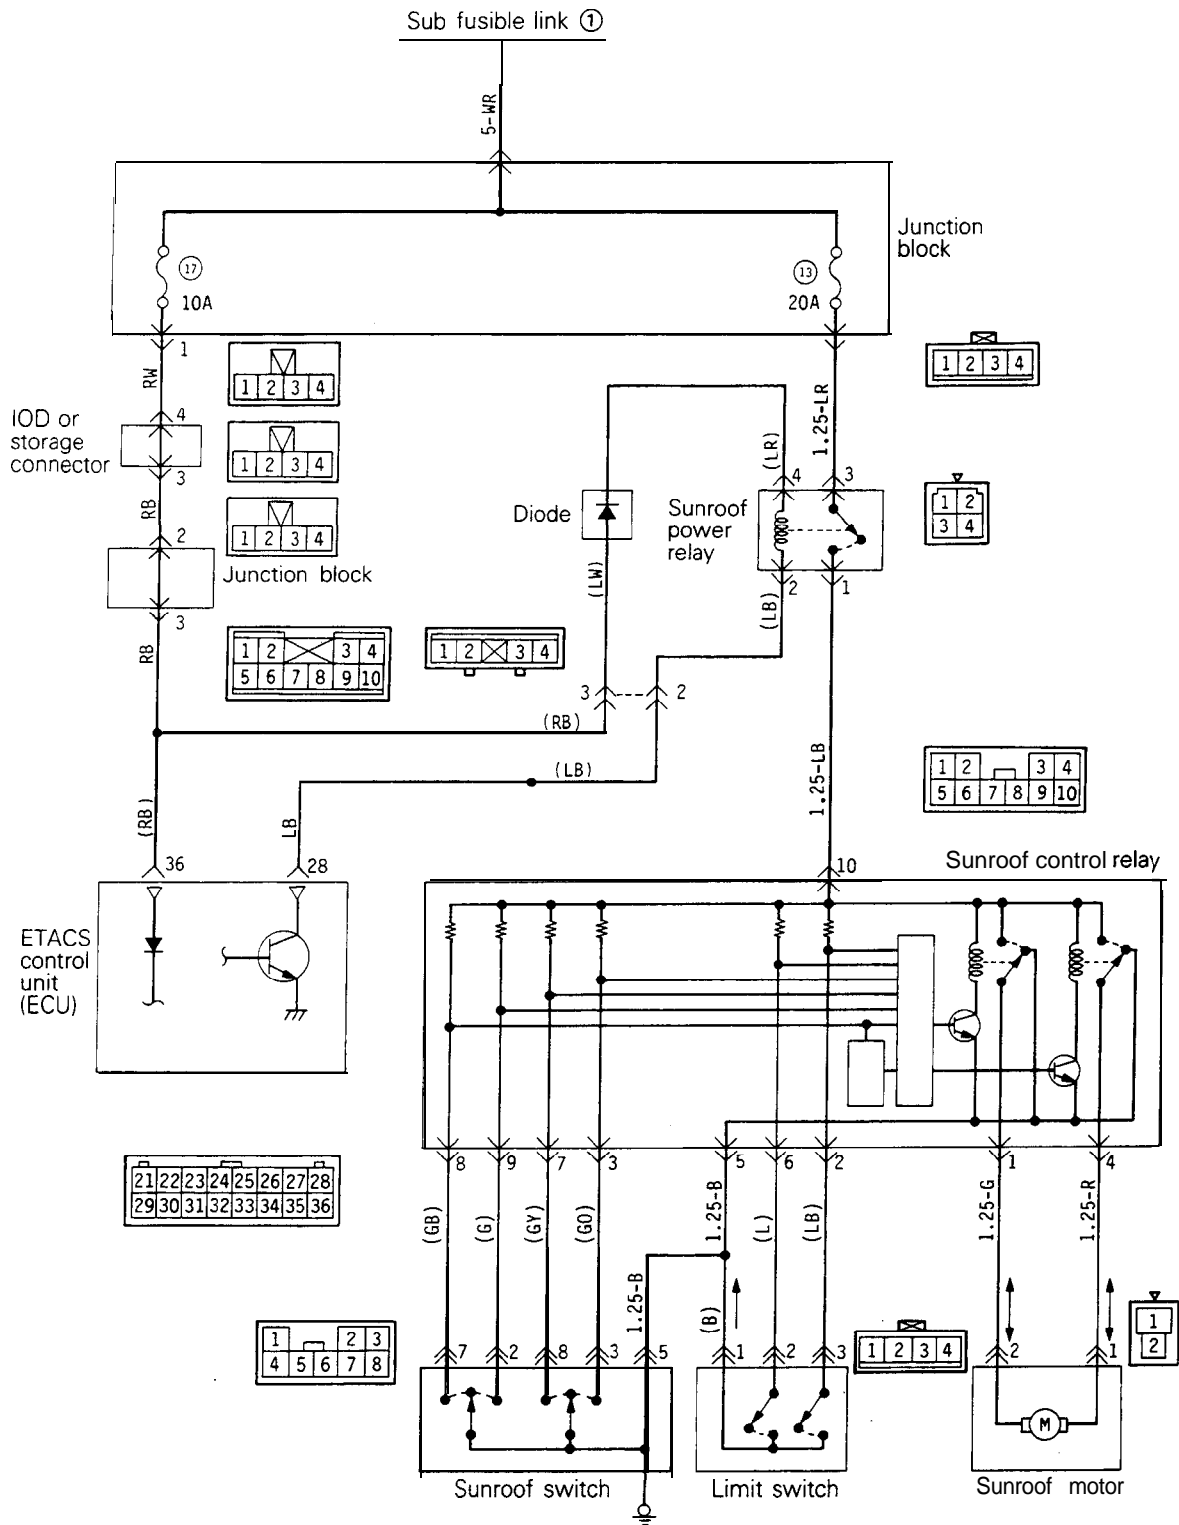 Sub fusible link ①
5-WR
Junction
block
17
10A
13
20A
1
RW
1 2 3 4
1 2 3 4
IOD or
storage
connector
4
3
1 2 3 4
1.25-LR
RB
(LR)
4
3
1 2
3 4
Diode
Sunroof
power
relay
1 2 3 4
2
Junction block
3
(LW)
(LB)
2
1
RB
1 2 3 4
5 6 7 8 9 10
1 2 3 4
3
2
(RB)
(LB)
1.25-LB
1 2 3 4
5 6 7 8 9 10
(RB)
LB
36
28
10
Sunroof control relay
ETACS
control
unit
(ECU)
8
9
7
3
5
6
2
1
4
21 22 23 24 25 26 27 28
29 30 31 32 33 34 35 36
(GB)
(G)
(GY)
(GO)
1.25-B
(L)
(LB)
1.25-G
1.25-R
1.25-B
(B)
1 2 3
4 5 6 7 8
7
2
8
3
5
1
2
3
1 2 3 4
2
1
1
2
M
Sunroof switch
Limit switch
Sunroof motor